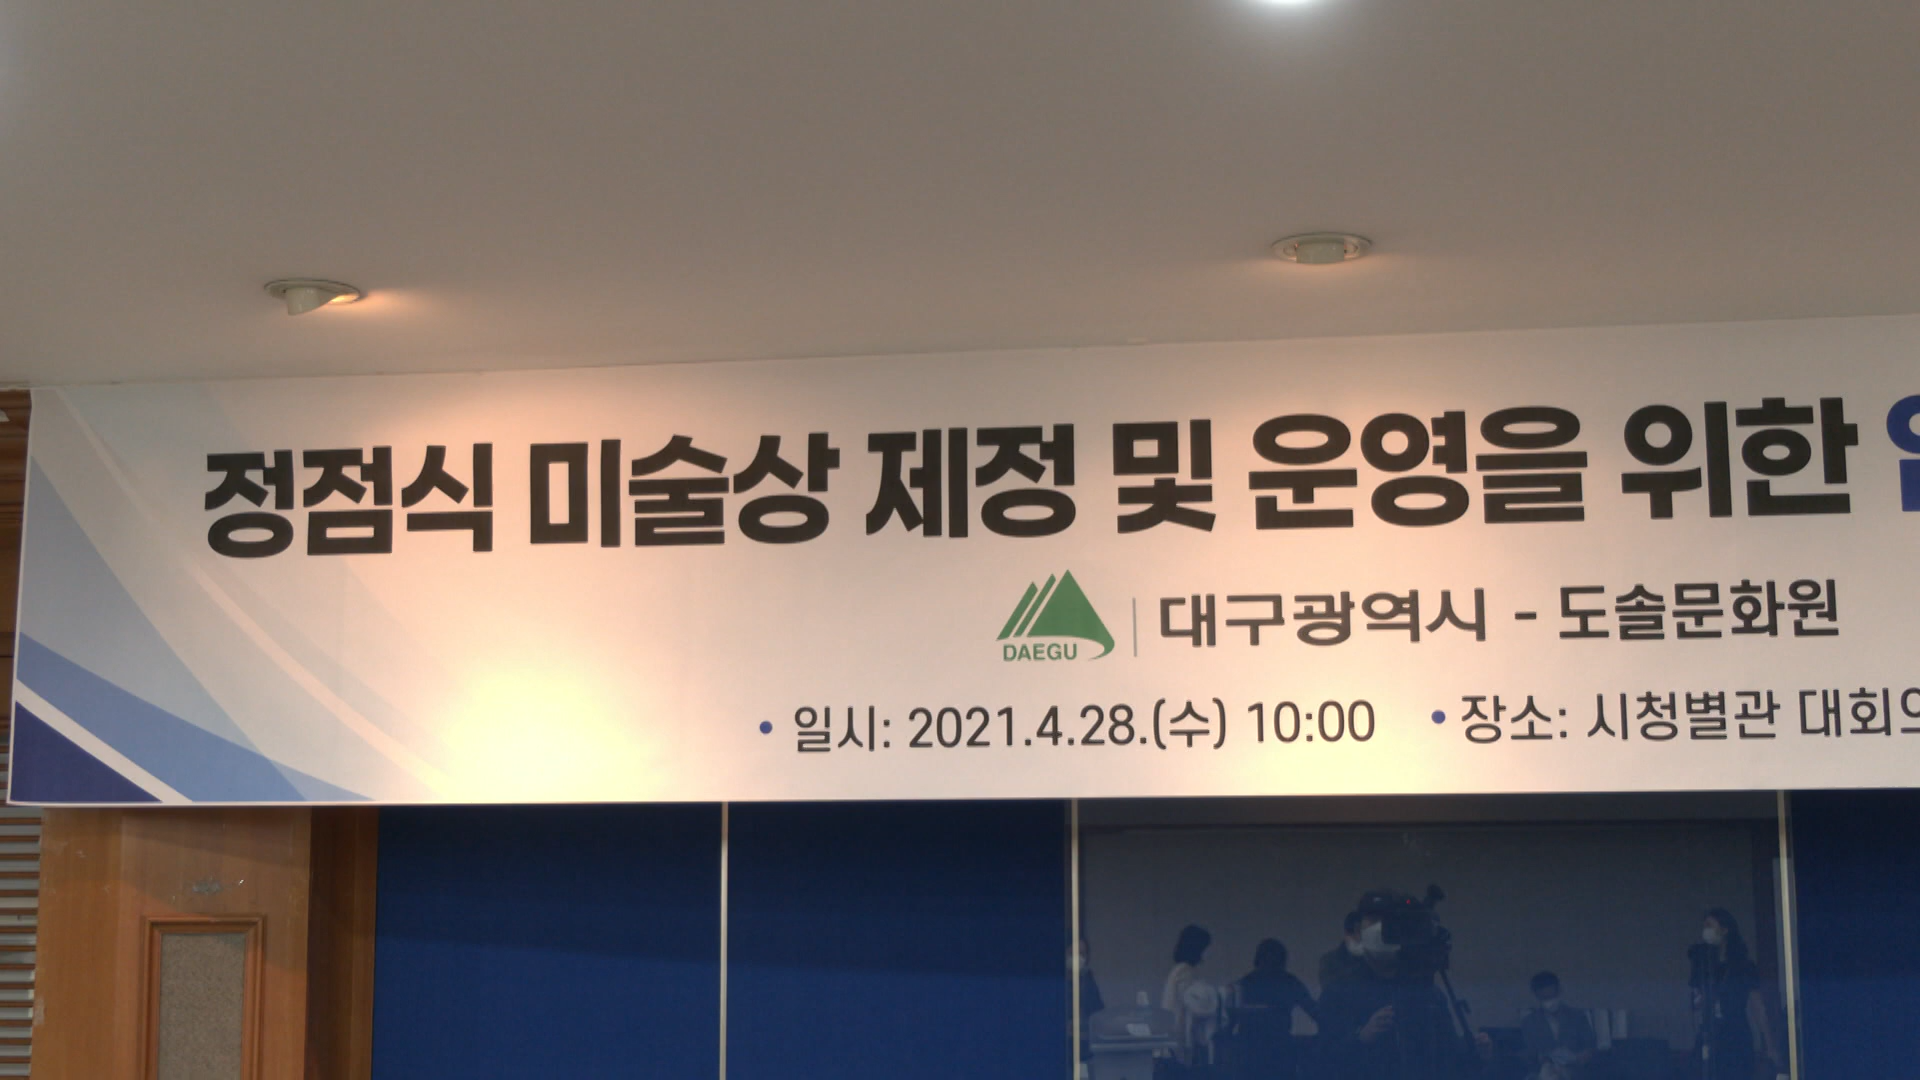 정점식 미술상 제정 및 운영을 위한
DAEGU 대구광역시 - 도솔문화원
• 일시: 2021.4.28.(수) 10:00 • 장소: 시청별관